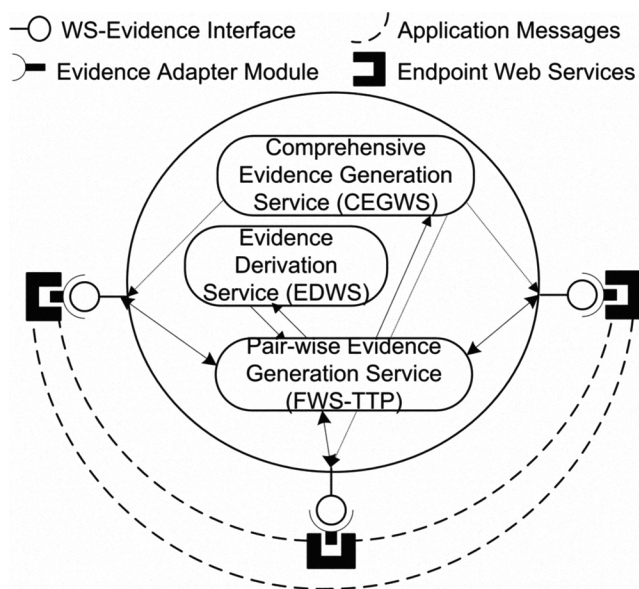 WS-Evidence Interface
Application Messages
Evidence Adapter Module
Endpoint Web Services
Comprehensive
Evidence Generation
Service (CEGWS)
Evidence
Derivation
Service (EDWS)
Pair-wise Evidence
Generation Service
(FWS-TTP)